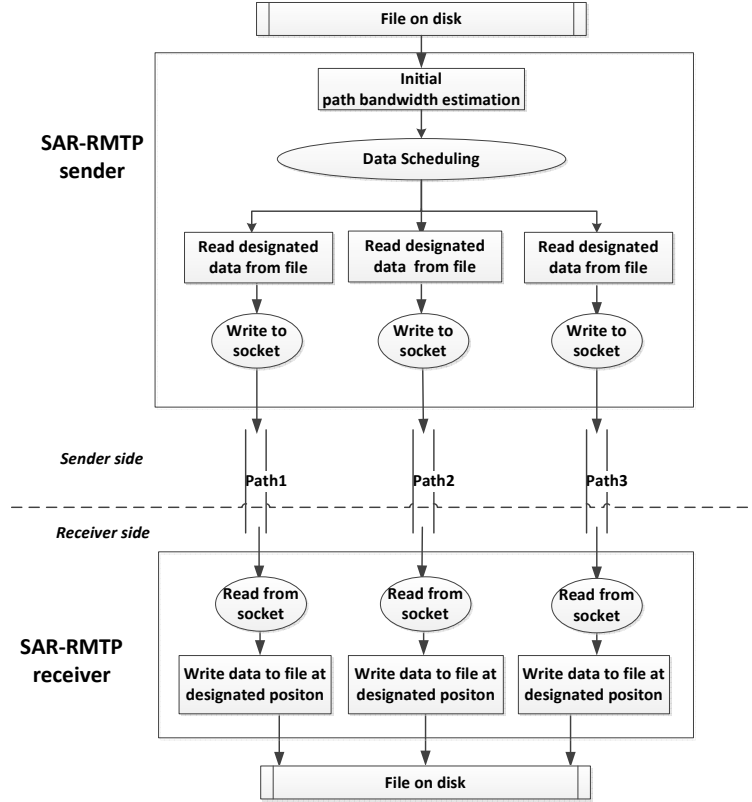 File on disk
Initial
path bandwidth estimation
SAR-RMTP
sender
Data Scheduling
Read designated
data from file
Read designated
data from file
Read designated
data from file
Write to
socket
Write to
socket
Write to
socket
Sender side
Path1
Path2
Path3
Receiver side
Read from
socket
Read from
socket
Read from
socket
SAR-RMTP
receiver
Write data to file at
designated positon
Write data to file at
designated positon
Write data to file at
designated positon
File on disk